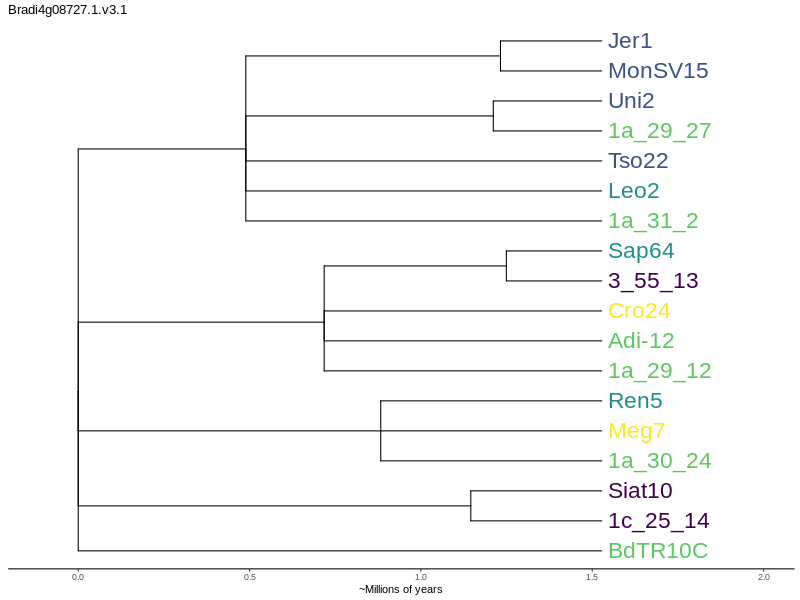 Bradi4g08727.1.v3.1
Jer1
MonSV15
Uni2
1a_29_27
Tso22
Leo2
1a_31_2
Sap64
3_55_13
Cro24
Adi-12
1a_29_12
Ren5
Meg7
1a_30_24
Siat10
1c_25_14
BdTR10C
0.0 0.5 1.0 1.5 2.0
~Millions of years